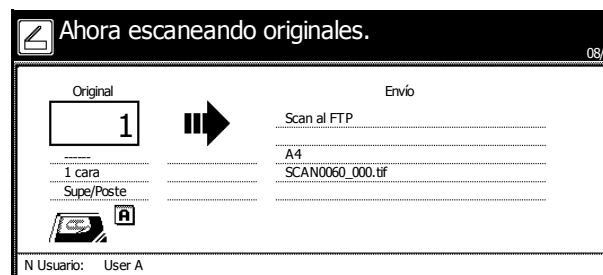 Ahora escaneando originales.
08/
Original
Envío
1
Scan al FTP
------
A4
1 cara
SCAN0060_000.tif
Supe/Poste
A
N Usuario: User A